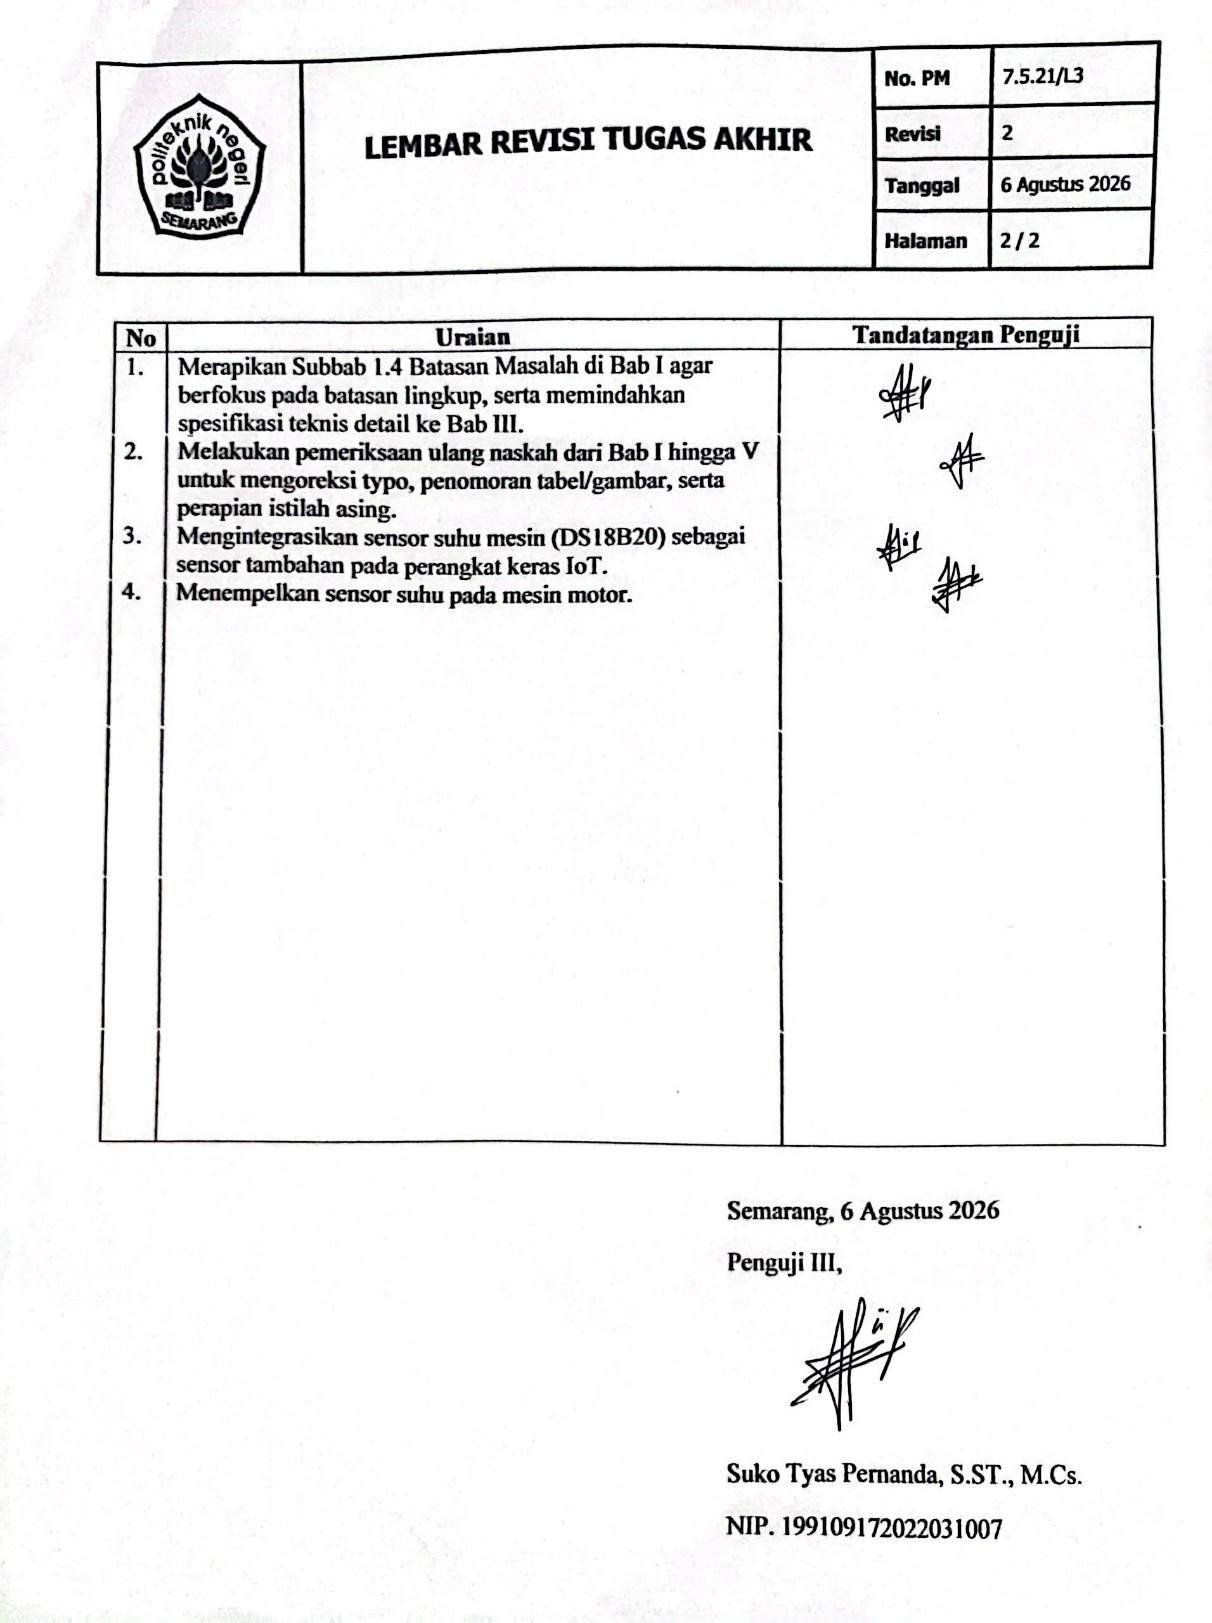 politeknik negeri
SEMARANG
LEMBAR REVISI TUGAS AKHIR
No. PM 7.5.21/L3
Revisi 2
Tanggal 6 Agustus 2026
Halaman 2 / 2
No Uraian Tandatangan Penguji
1. Merapikan Subbab 1.4 Batasan Masalah di Bab I agar
berfokus pada batasan lingkup, serta memindahkan
spesifikasi teknis detail ke Bab III.
2. Melakukan pemeriksaan ulang naskah dari Bab I hingga V
untuk mengoreksi typo, penomoran tabel/gambar, serta
perapian istilah asing.
3. Mengintegrasikan sensor suhu mesin (DS18B20) sebagai
sensor tambahan pada perangkat keras IoT.
4. Menempelkan sensor suhu pada mesin motor.
Semarang, 6 Agustus 2026
Penguji III,
Suko Tyas Pernanda, S.ST., M.Cs.
NIP. 199109172022031007